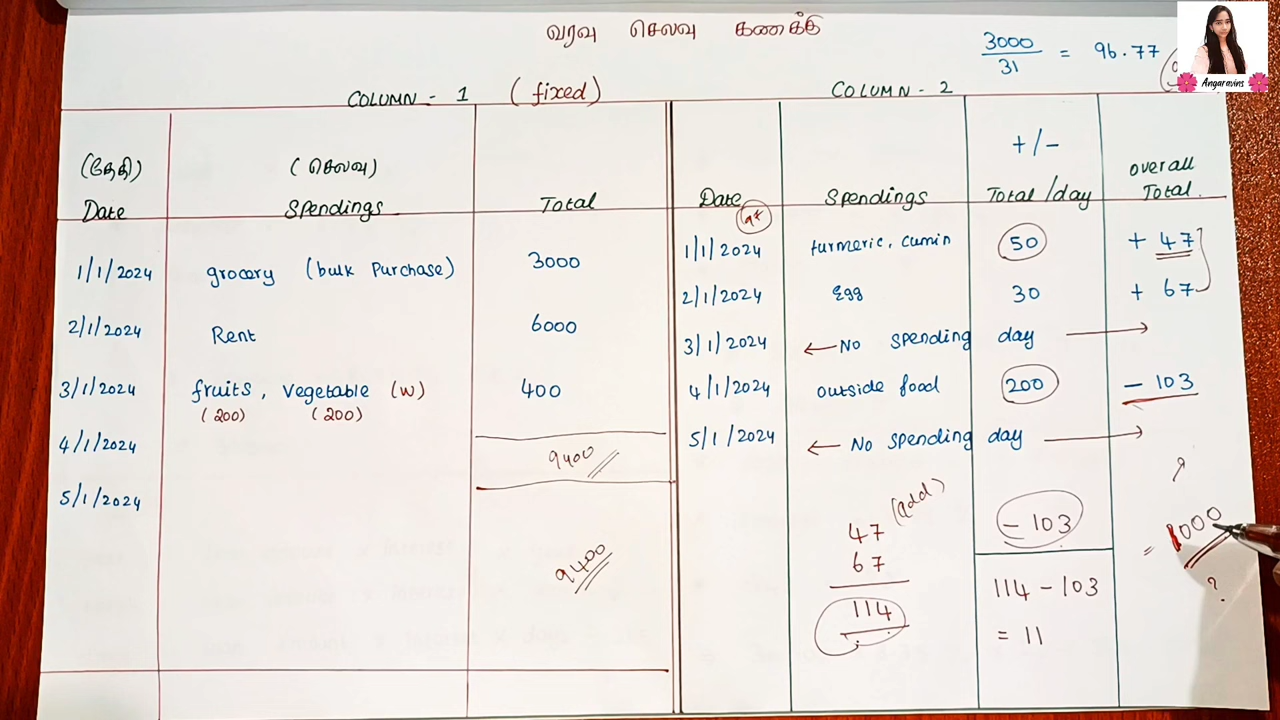 வரவு செலவு கணக்கு
3000/31 = 96.77
Angaravins
COLUMN - 1 (fixed)
COLUMN - 2
(தேதி) Date
(செலவு) Spendings
Total
Date
97
Spendings
+/- Total/day
overall Total
1/1/2024 grocery (bulk Purchase) 3000
2/1/2024 Rent 6000
3/1/2024 fruits, Vegetable (W) 400
(200) (200)
4/1/2024
9400
5/1/2024
9400
1/1/2024 turmeric, cumin 50 + 47
2/1/2024 Egg 30 + 67
3/1/2024 ← No spending day →
4/1/2024 outside food 200 - 103
5/1/2024 ← No spending day →
47 (add)
67
114
- 103
114 - 103
= 11
?
= 1000
?